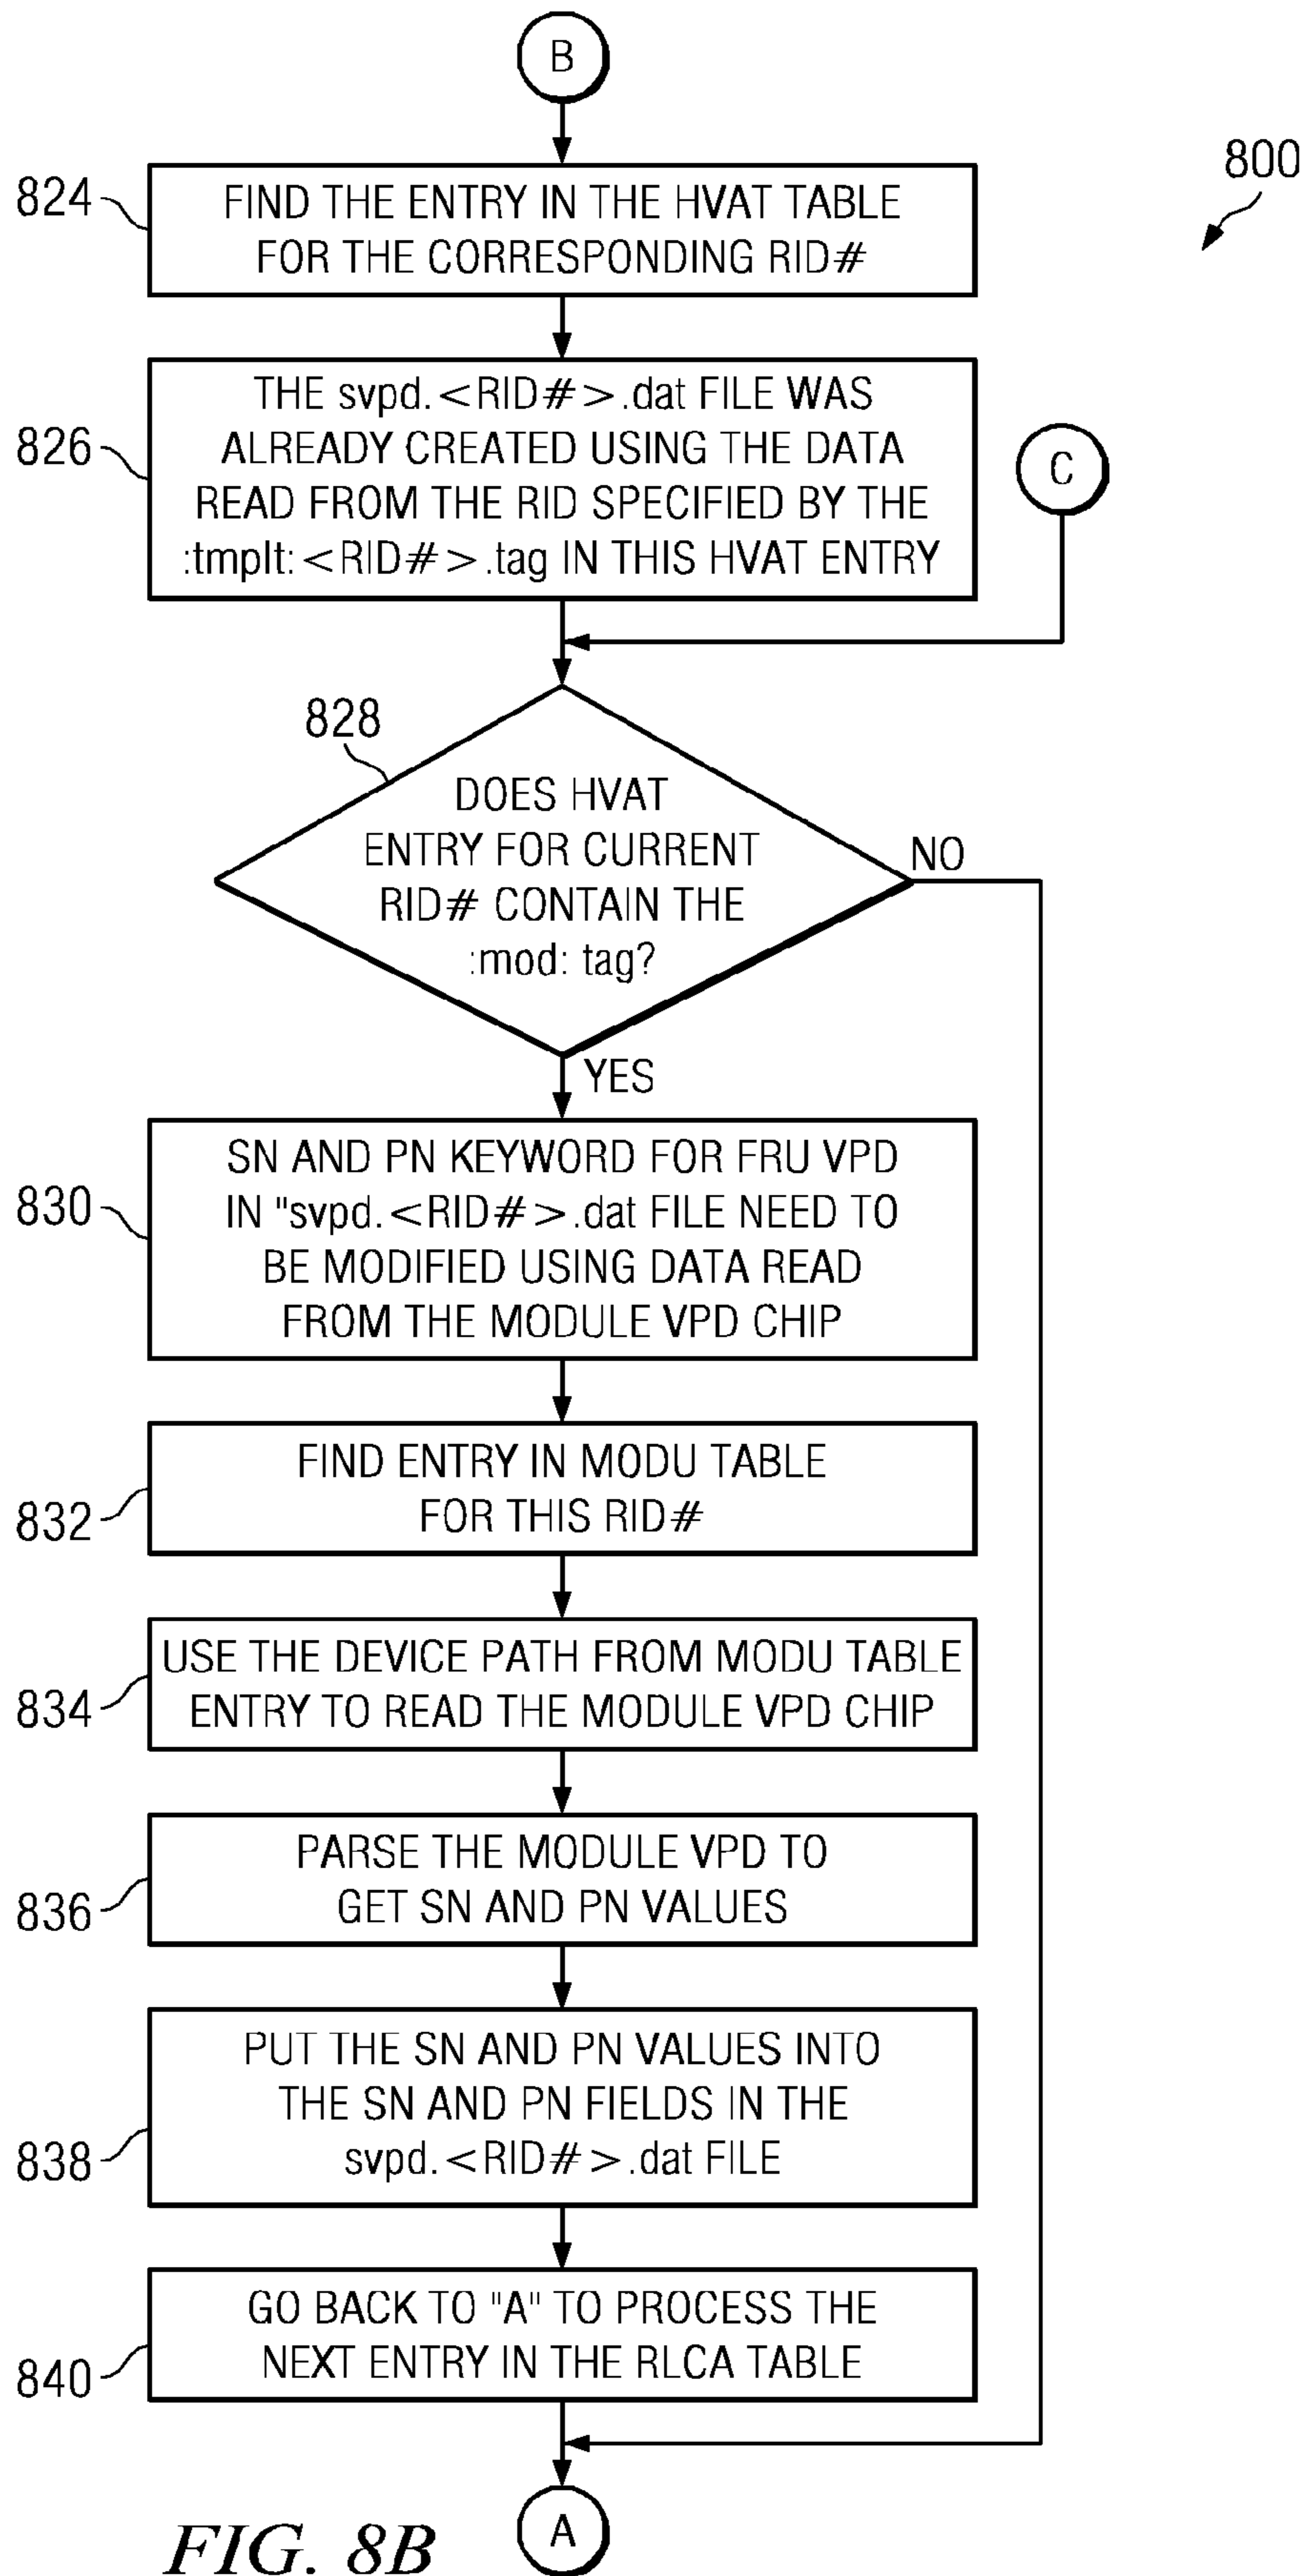 B
800
824
FIND THE ENTRY IN THE HVAT TABLE
FOR THE CORRESPONDING RID#
826
THE svpd.<RID#>.dat FILE WAS
ALREADY CREATED USING THE DATA
READ FROM THE RID SPECIFIED BY THE
:tmplt:<RID#>.tag IN THIS HVAT ENTRY
C
828
DOES HVAT
ENTRY FOR CURRENT
RID# CONTAIN THE
:mod: tag?
NO
YES
830
SN AND PN KEYWORD FOR FRU VPD
IN "svpd.<RID#>.dat FILE NEED TO
BE MODIFIED USING DATA READ
FROM THE MODULE VPD CHIP
832
FIND ENTRY IN MODU TABLE
FOR THIS RID#
834
USE THE DEVICE PATH FROM MODU TABLE
ENTRY TO READ THE MODULE VPD CHIP
836
PARSE THE MODULE VPD TO
GET SN AND PN VALUES
838
PUT THE SN AND PN VALUES INTO
THE SN AND PN FIELDS IN THE
svpd.<RID#>.dat FILE
840
GO BACK TO "A" TO PROCESS THE
NEXT ENTRY IN THE RLCA TABLE
A
FIG. 8B